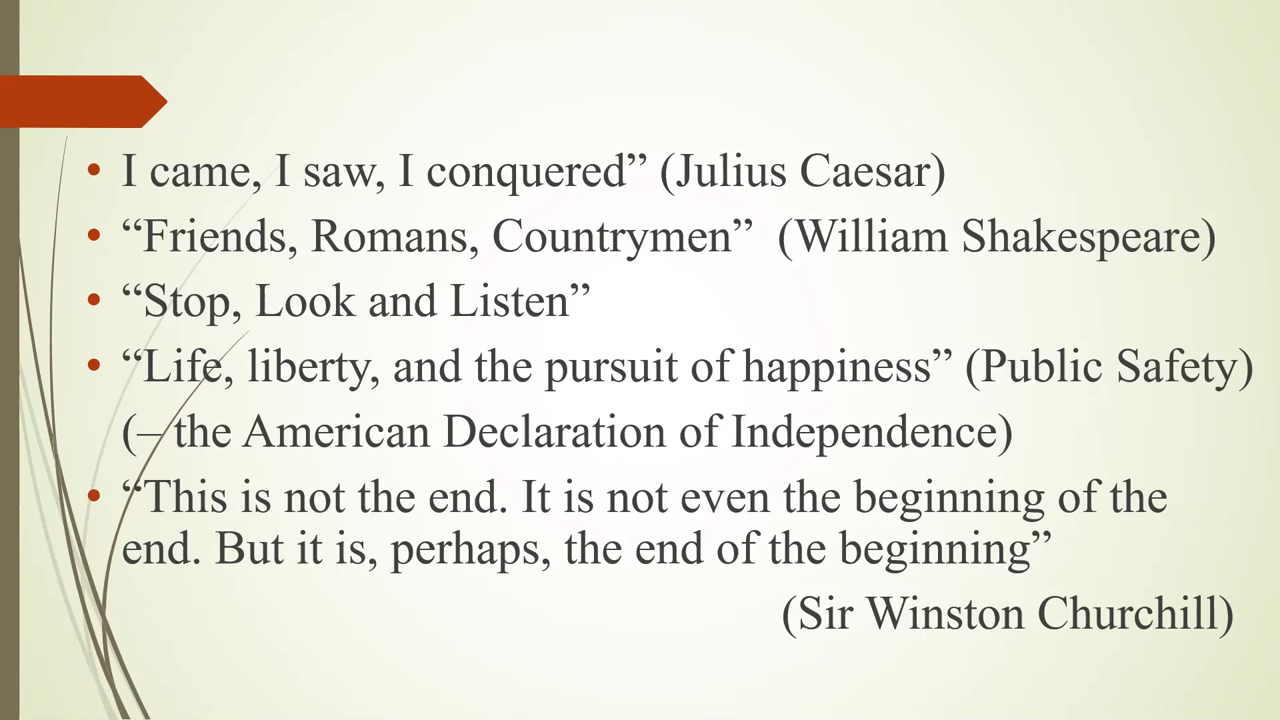 • I came, I saw, I conquered” (Julius Caesar)
• “Friends, Romans, Countrymen”  (William Shakespeare)
• “Stop, Look and Listen”
• “Life, liberty, and the pursuit of happiness” (Public Safety)
(– the American Declaration of Independence)
• “This is not the end. It is not even the beginning of the
end. But it is, perhaps, the end of the beginning”
(Sir Winston Churchill)